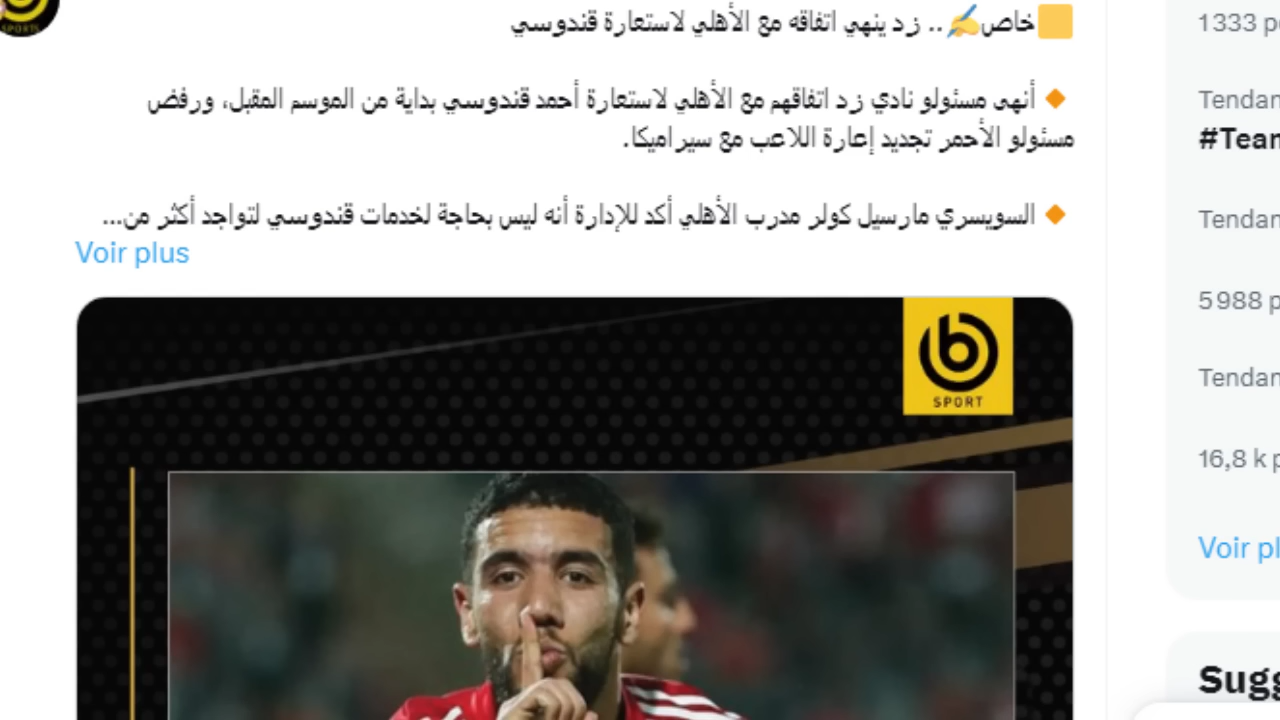 SPORTS
🟨خاص✍️.. زد ينهي اتفاقه مع الأهلي لاستعارة قندوسي
🔸 أنهى مسئولو نادي زد اتفاقهم مع الأهلي لاستعارة أحمد قندوسي بداية من الموسم المقبل، ورفض
مسئولو الأحمر تجديد إعارة اللاعب مع سيراميكا.
🔸 السويسري مارسيل كولر مدرب الأهلي أكد للإدارة أنه ليس بحاجة لخدمات قندوسي لتواجد أكثر من...
Voir plus
b
SPORT
1 333 p
Tendan
#Tean
Tendan
5 988 p
Tendan
16,8 k p
Voir pl
Sugg